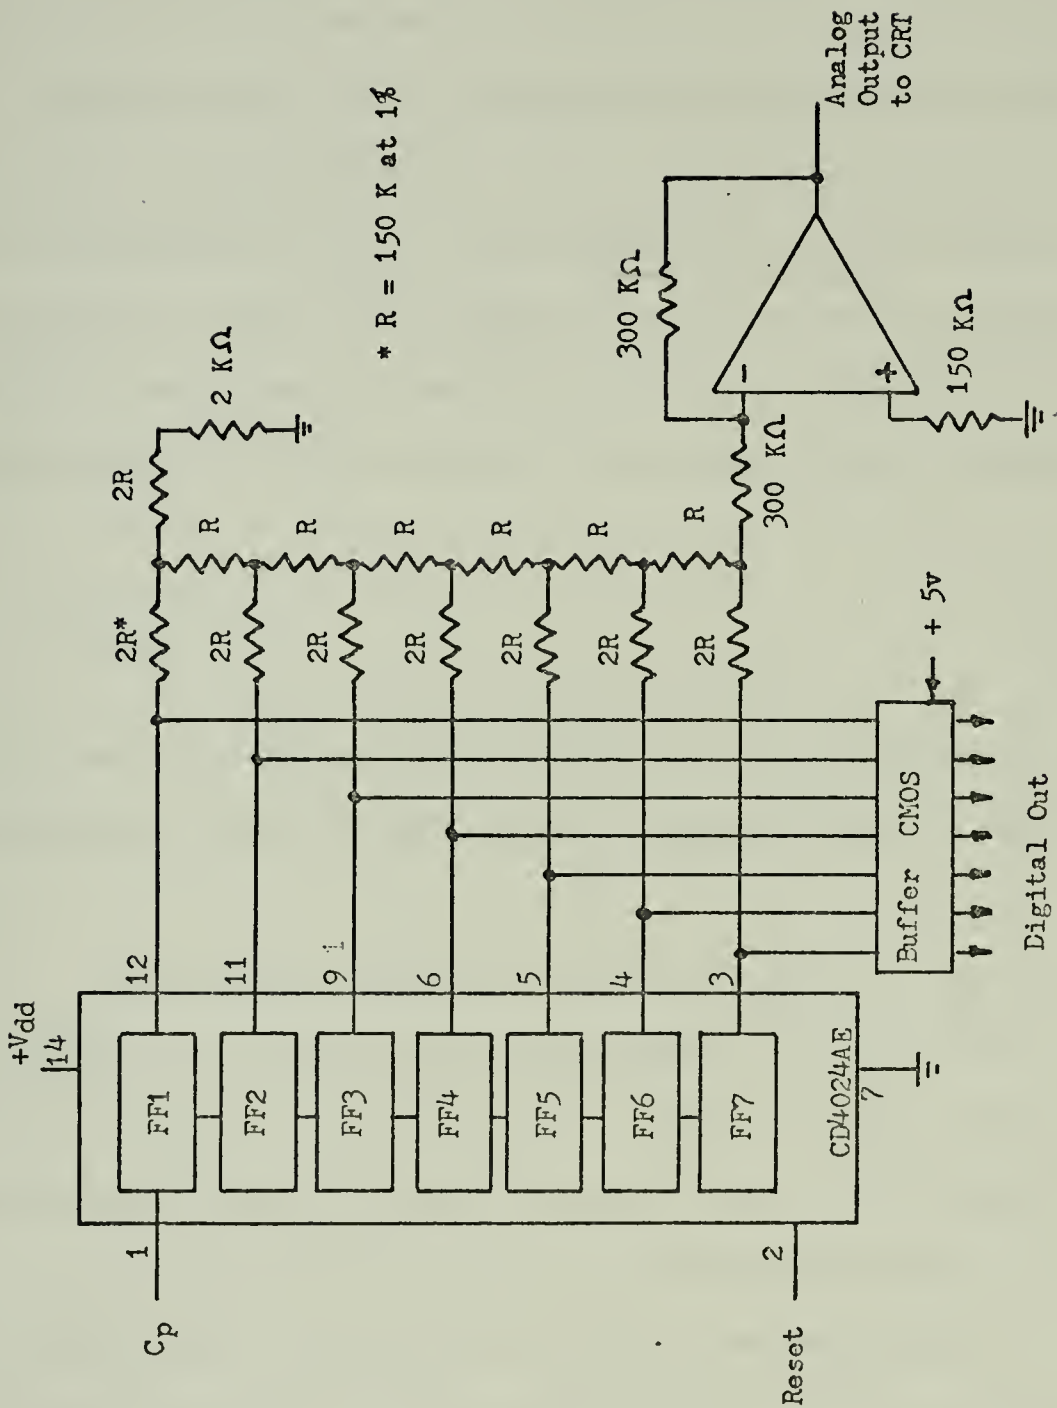 +Vdd
14
Cp
1
Reset
2
FF1
FF2
FF3
FF4
FF5
FF6
FF7
CD4024AE
7
12
11
9
6
5
4
3
2R*
2R
2R
2R
2R
2R
2R
2R
2 KΩ
R
R
R
R
R
R
* R = 150 K at 1%
300 KΩ
300 KΩ
-
+
150 KΩ
Analog
Output
to CRT
Buffer CMOS
+ 5v
Digital Out